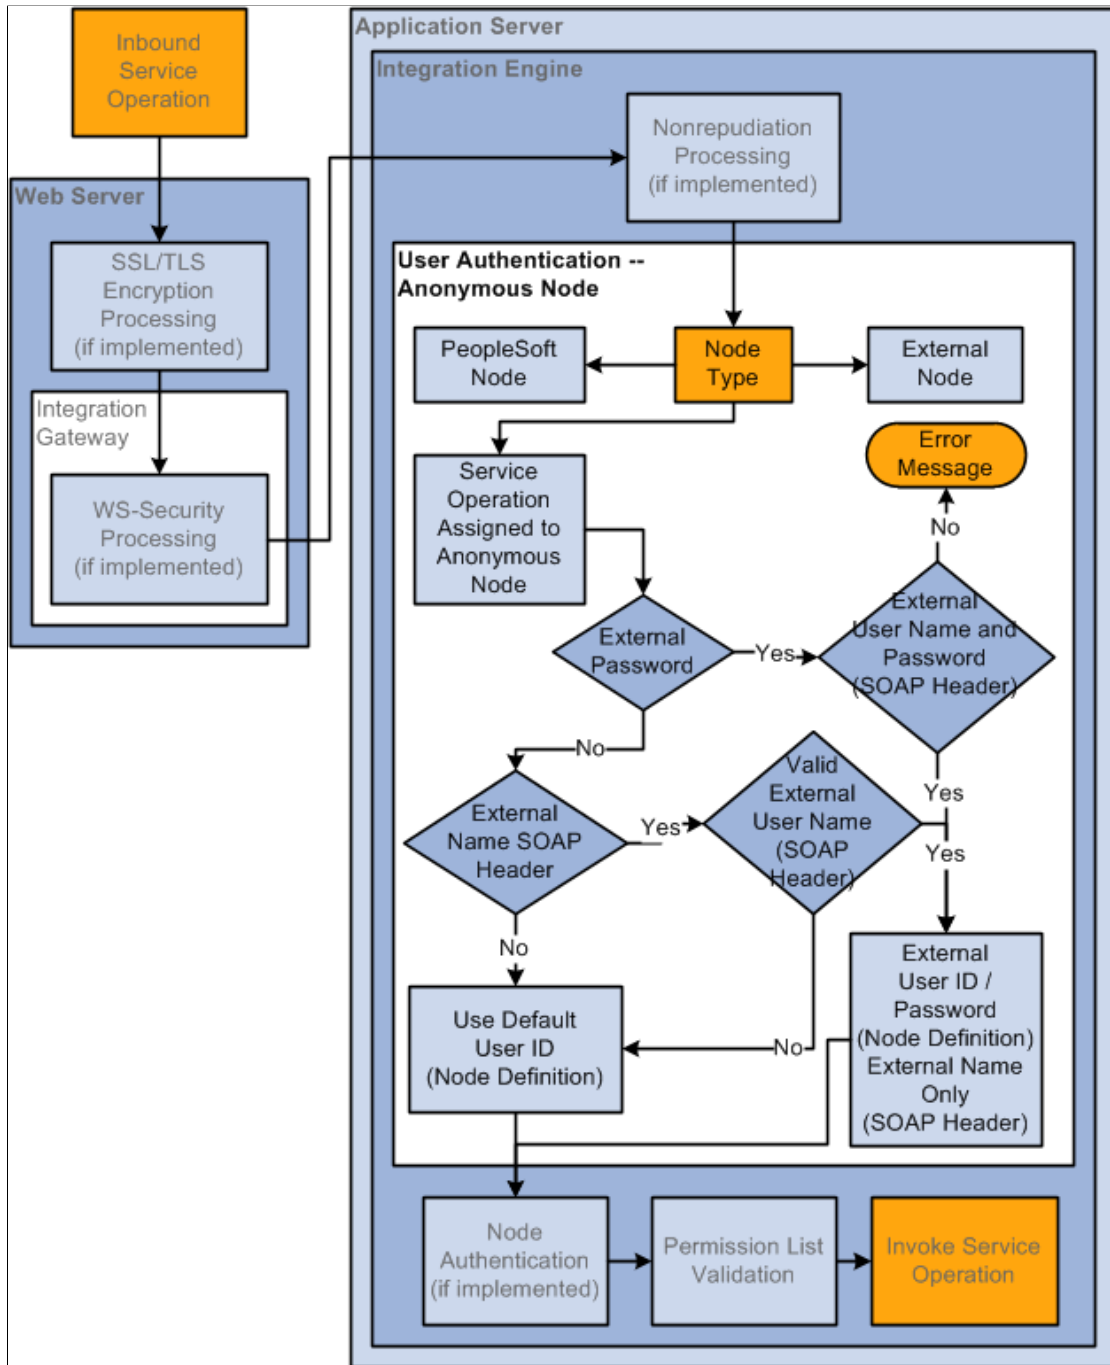 Inbound
Service
Operation
Application Server
Integration Engine
Nonrepudiation
Processing
(if implemented)
Web Server
SSL/TLS
Encryption
Processing
(if implemented)
Integration
Gateway
WS-Security
Processing
(if implemented)
User Authentication --
Anonymous Node
PeopleSoft
Node
Node
Type
External
Node
Error
Message
Service
Operation
Assigned to
Anonymous
Node
No
External
Password
Yes
External
User Name and
Password
(SOAP Header)
No
Yes
External
Name SOAP
Header
Yes
Valid
External
User Name
(SOAP
Header)
Yes
No
No
Use Default
User ID
(Node Definition)
External
User ID /
Password
(Node Definition)
External Name
Only
(SOAP Header)
Node
Authentication
(if implemented)
Permission List
Validation
Invoke Service
Operation